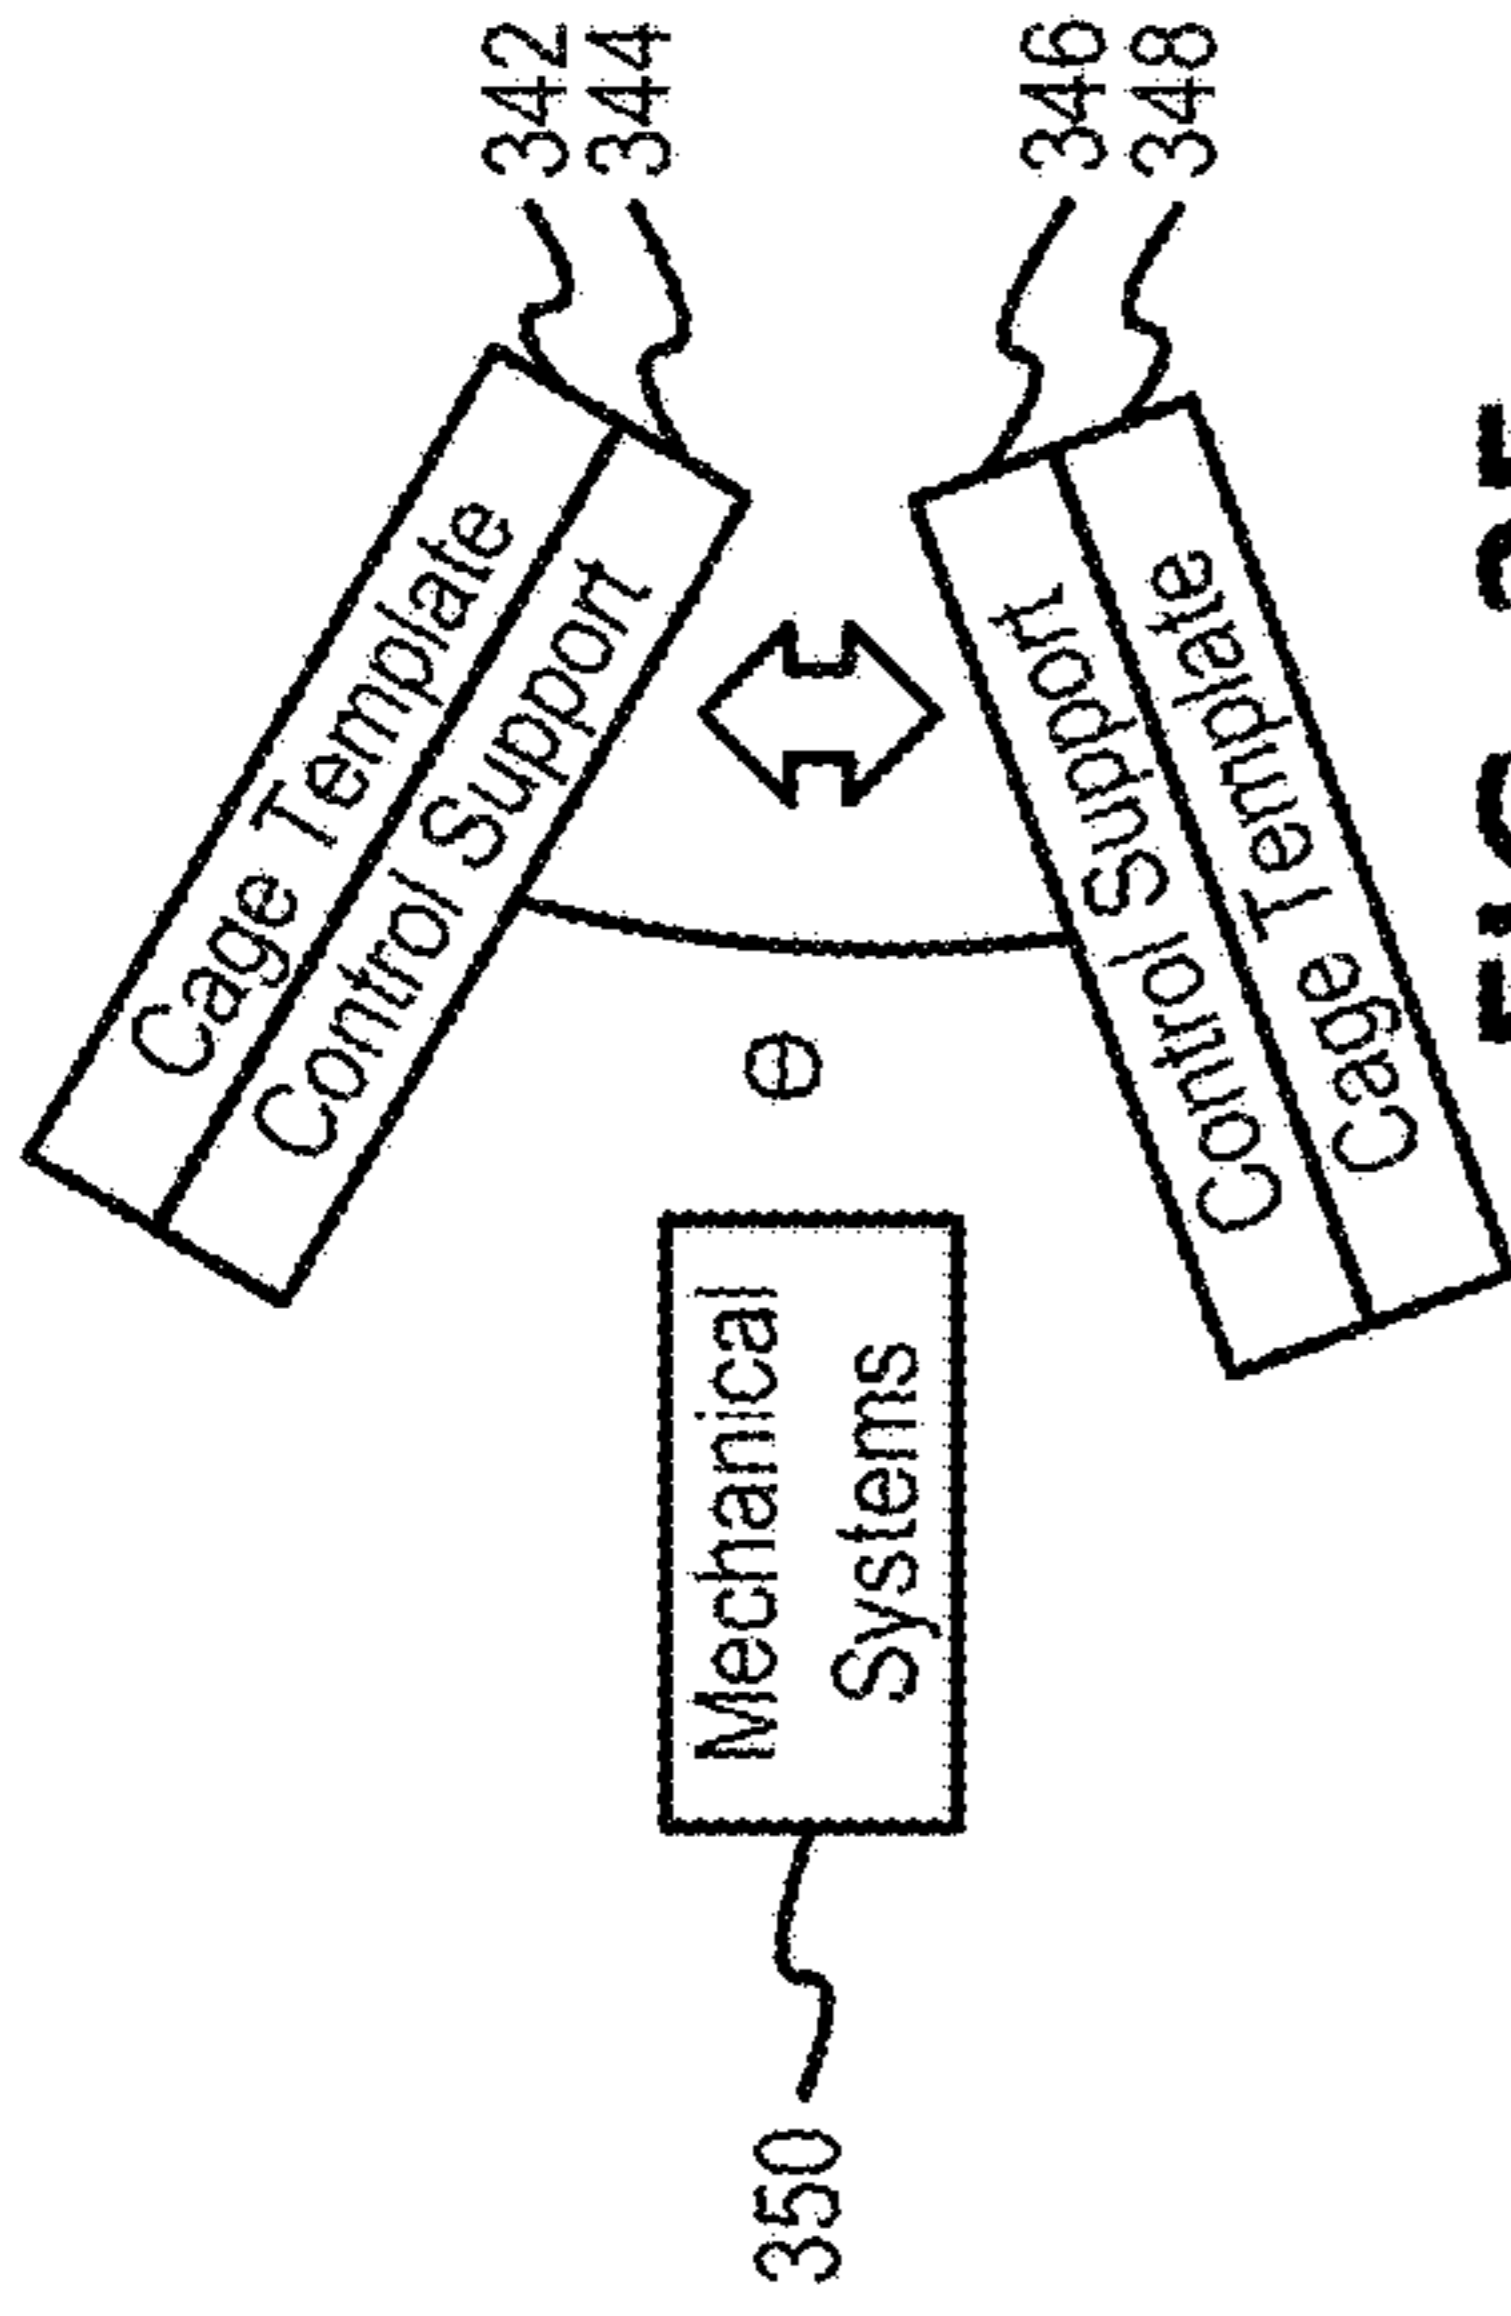 342
344
Cage Template
Control Support
θ
346
348
Control Support
Cage Template
Mechanical
Systems
350